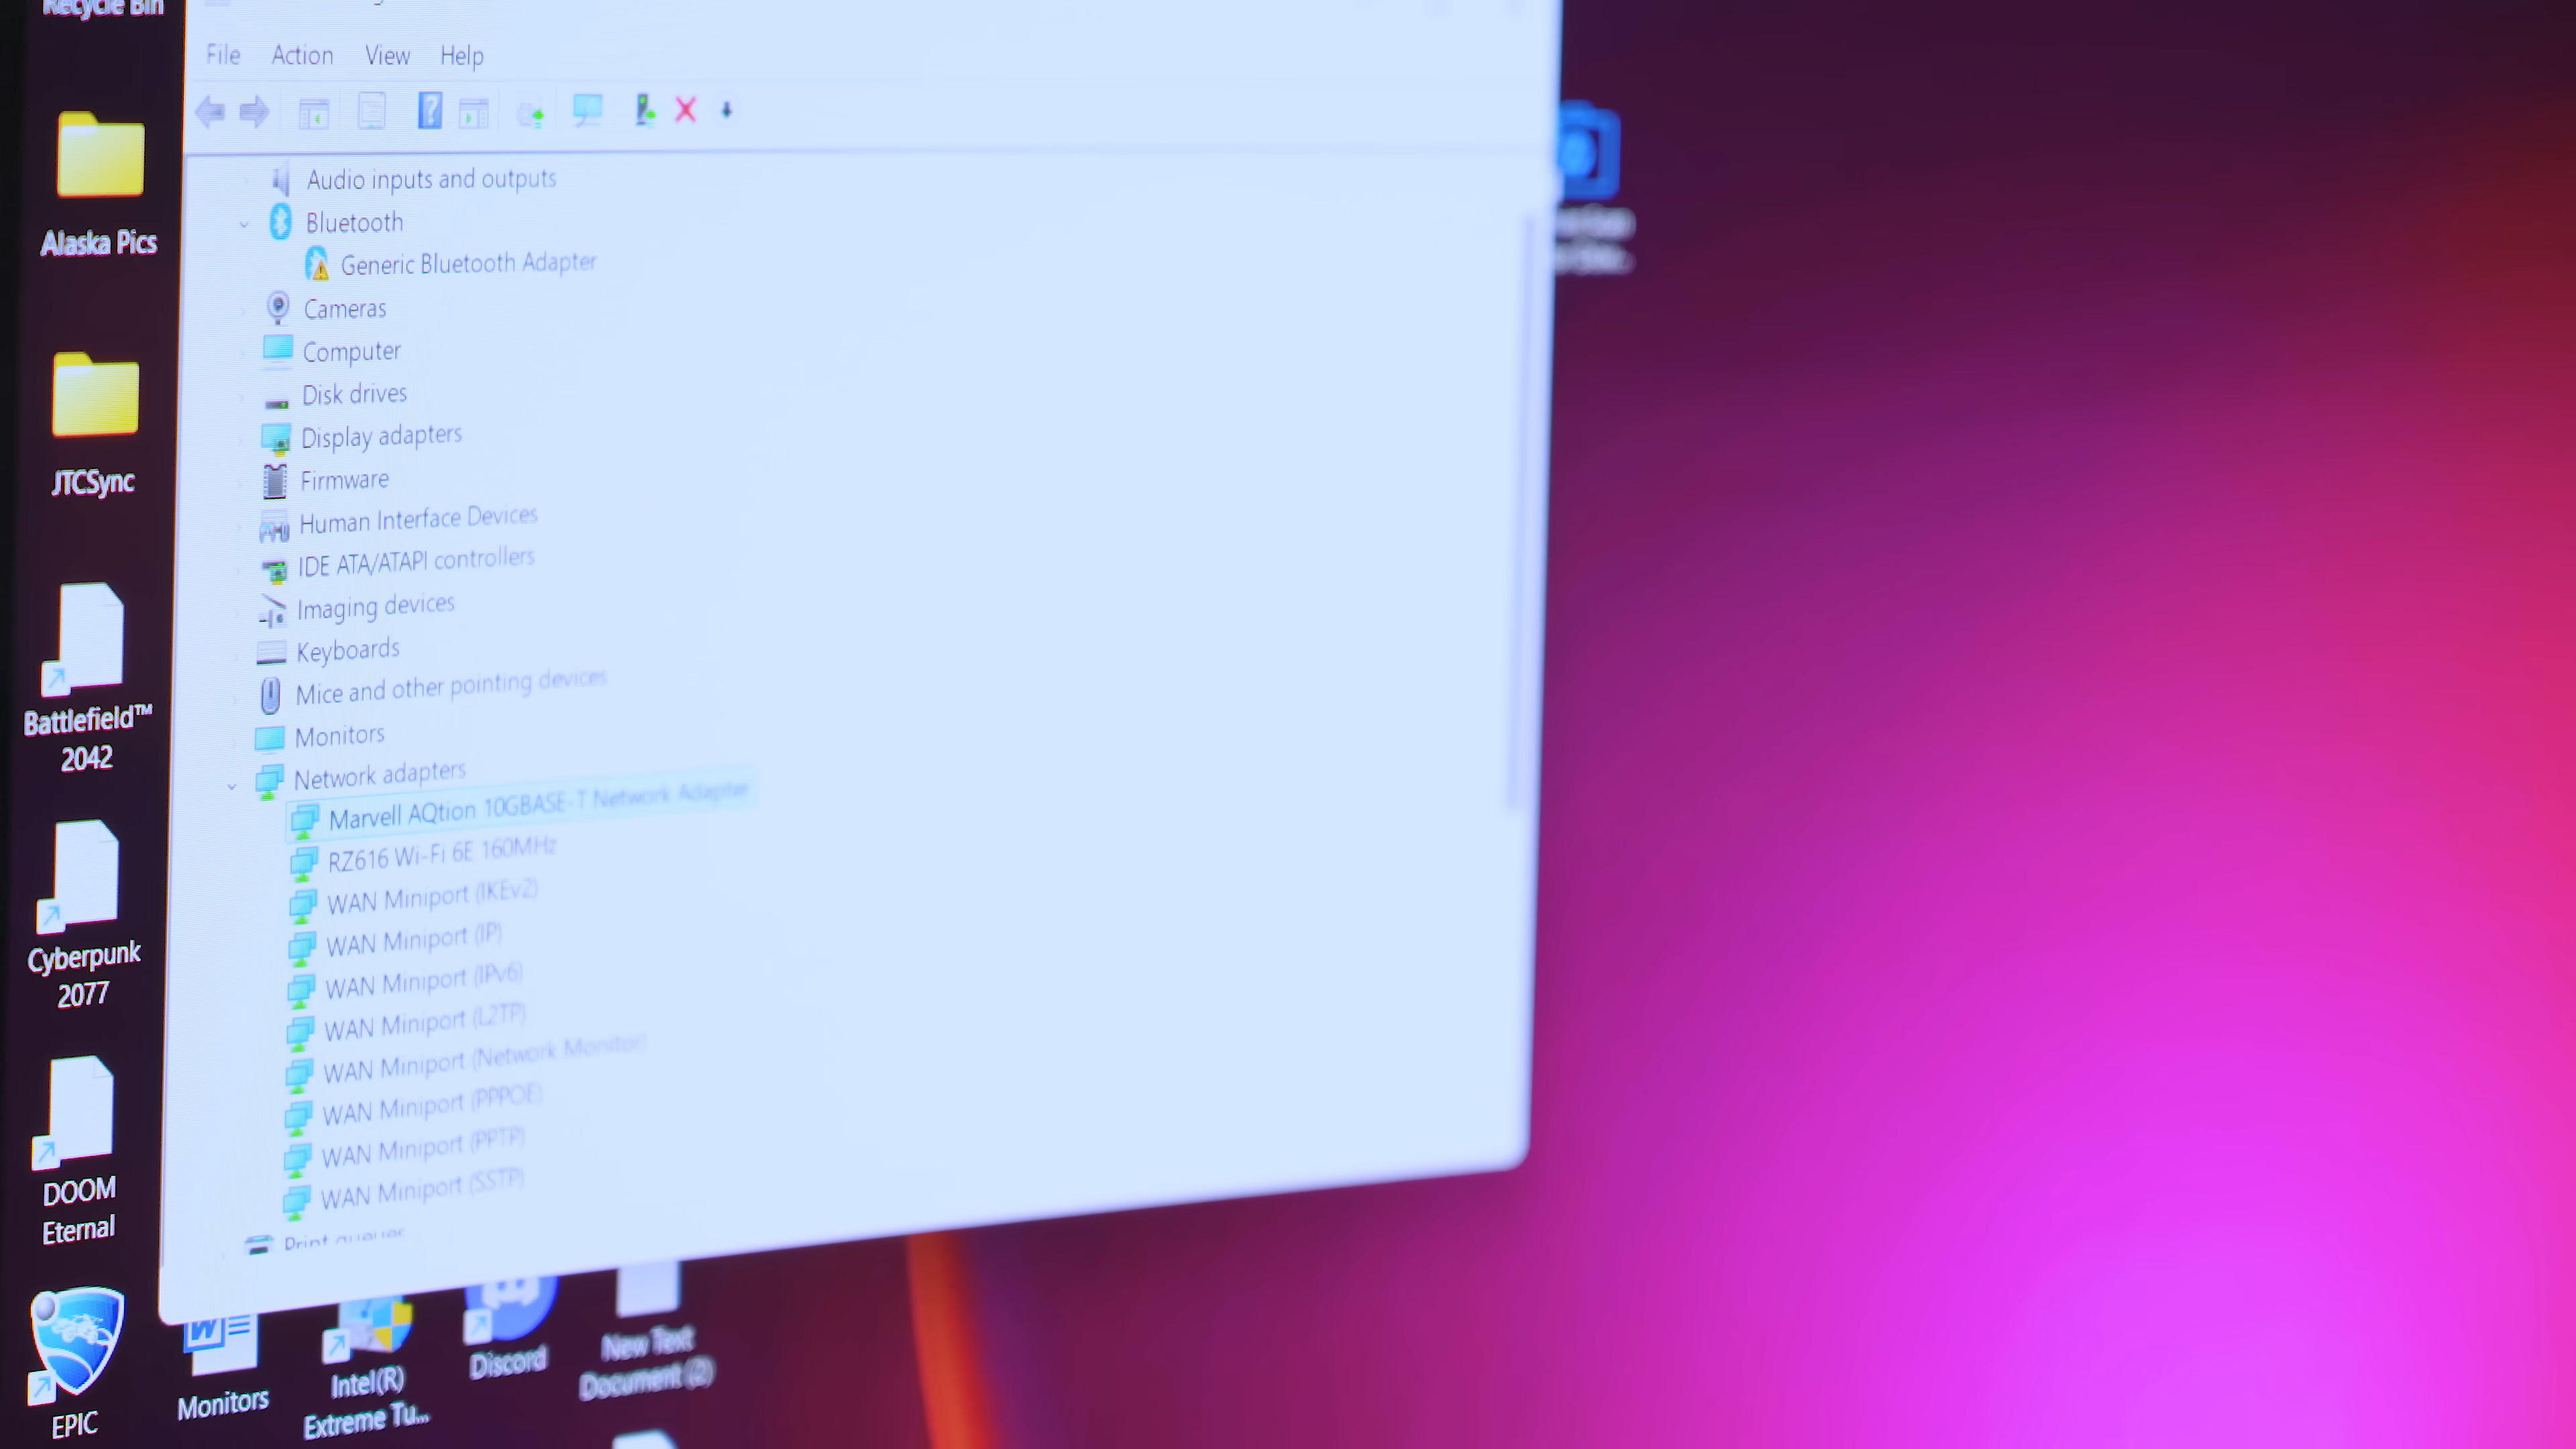 Recycle Bin
File Action View Help
Audio inputs and outputs
Bluetooth
Generic Bluetooth Adapter
Cameras
Computer
Disk drives
Display adapters
Firmware
Human Interface Devices
IDE ATA/ATAPI controllers
Imaging devices
Keyboards
Mice and other pointing devices
Monitors
Network adapters
Marvell AQtion 10GBASE-T Network Adapter
RZ616 Wi-Fi 6E 160MHz
WAN Miniport (IKEv2)
WAN Miniport (IP)
WAN Miniport (IPv6)
WAN Miniport (L2TP)
WAN Miniport (Network Monitor)
WAN Miniport (PPPOE)
WAN Miniport (PPTP)
WAN Miniport (SSTP)
Print queues
Alaska Pics
JTCSync
Battlefield™
2042
Cyberpunk
2077
DOOM
Eternal
EPIC
Monitors
Intel(R)
Extreme Tu...
Discord
New Text
Document (2)